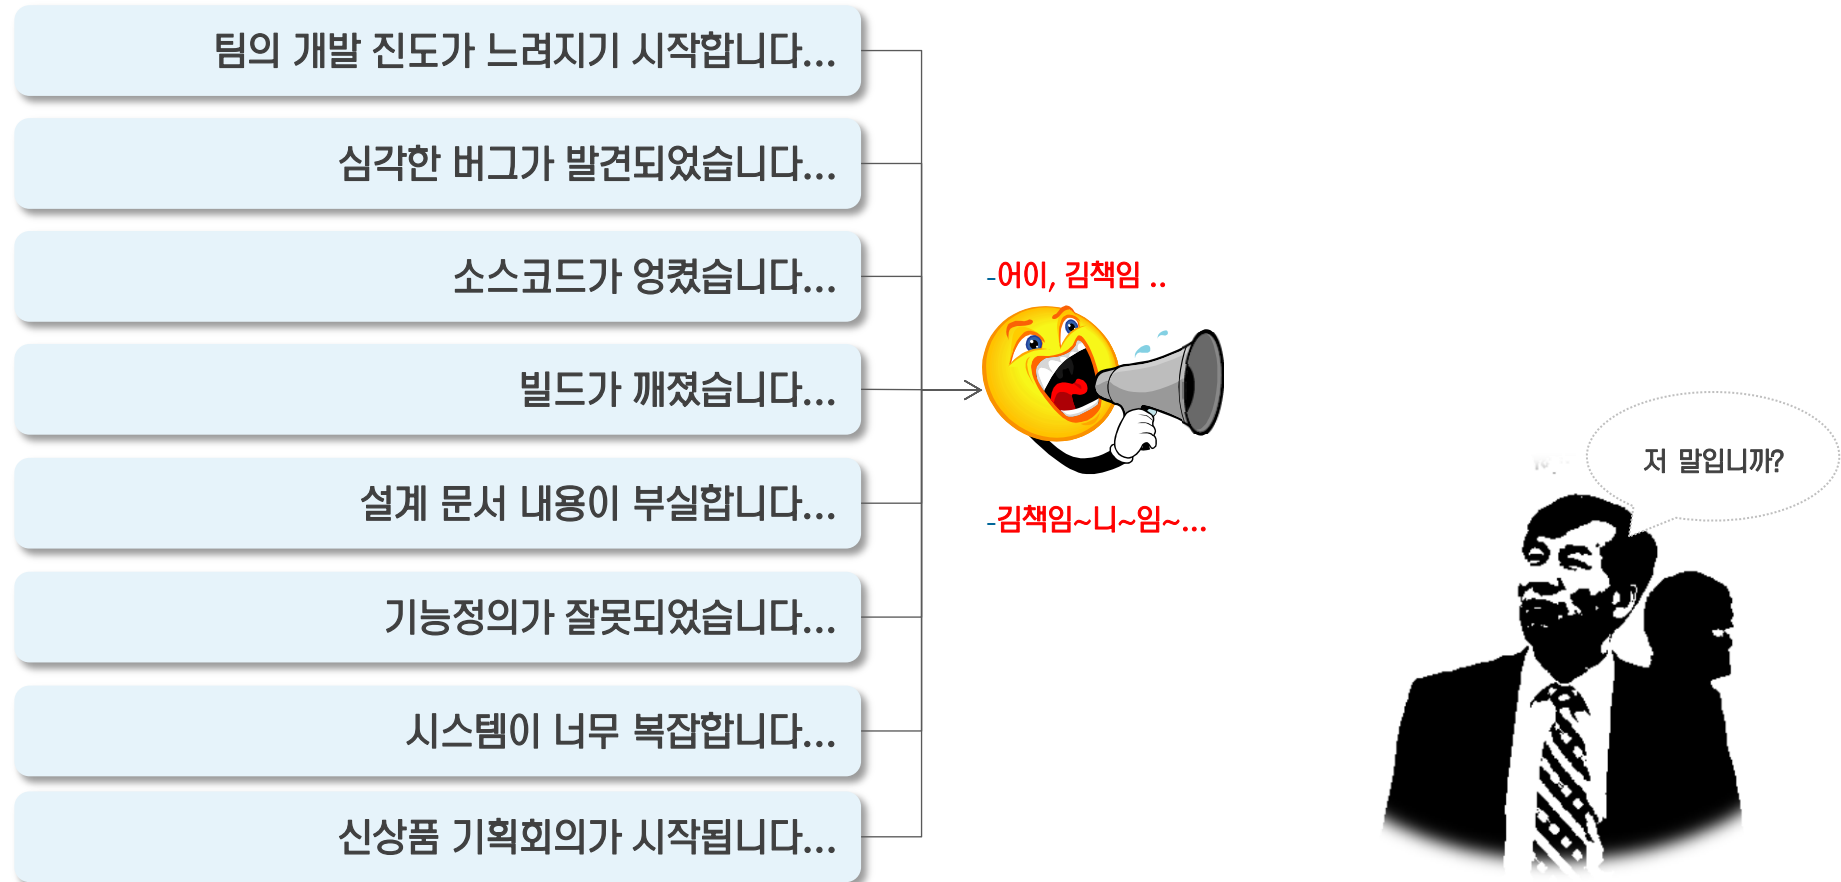 팀의 개발 진도가 느려지기 시작합니다...
심각한 버그가 발견되었습니다...
소스코드가 엉켰습니다...
빌드가 깨졌습니다...
설계 문서 내용이 부실합니다...
기능정의가 잘못되었습니다...
시스템이 너무 복잡합니다...
신상품 기획회의가 시작됩니다...
-어이, 김책임 ..
-김책임~니~임~...
저 말입니까?